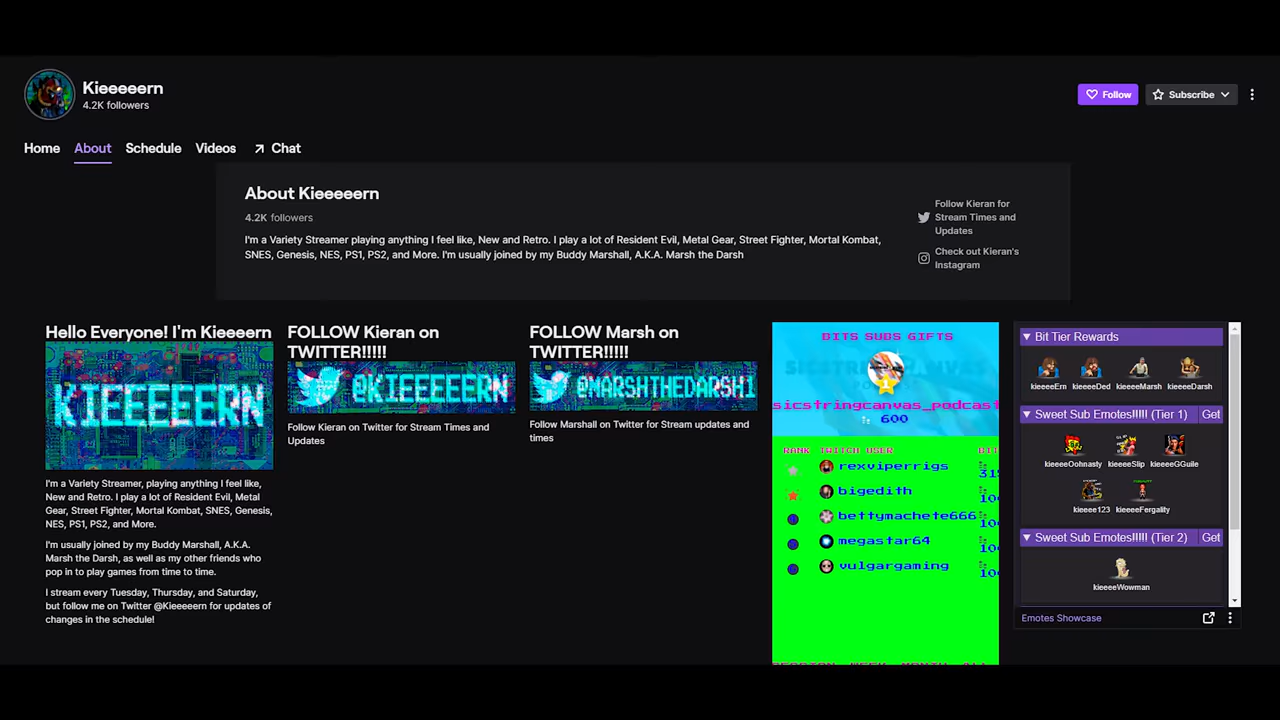 Kieeeeern
4.2K followers
Follow
Subscribe
Home
About
Schedule
Videos
Chat
About Kieeeeern
4.2K followers
I'm a Variety Streamer playing anything I feel like, New and Retro. I play a lot of Resident Evil, Metal Gear, Street Fighter, Mortal Kombat,
SNES, Genesis, NES, PS1, PS2, and More. I'm usually joined by my Buddy Marshall, A.K.A. Marsh the Darsh
Follow Kieran for
Stream Times and
Updates
Check out Kieran's
Instagram
Hello Everyone! I'm Kieeeern
KIEEEEERN
I'm a Variety Streamer, playing anything I feel like,
New and Retro. I play a lot of Resident Evil, Metal
Gear, Street Fighter, Mortal Kombat, SNES, Genesis,
NES, PS1, PS2, and More.
I'm usually joined by my Buddy Marshall, A.K.A.
Marsh the Darsh, as well as my other friends who
pop in to play games from time to time.
I stream every Tuesday, Thursday, and Saturday,
but follow me on Twitter @Kieeeeern for updates of
changes in the schedule!
FOLLOW Kieran on
TWITTER!!!!!
@KIEEEEERN
Follow Kieran on Twitter for Stream Times and
Updates
FOLLOW Marsh on
TWITTER!!!!!
@MARSHTHEDARSH1
Follow Marshall on Twitter for Stream updates and
times
BITS SUBS GIFTS
1
sicstringcanvas_podcast
600
RANK TWITCH USER
rexviperrigs
bigedith
bettymachete666
megastar64
vulgargaming
Bit Tier Rewards
kieeeeErn kieeeeDed kieeeeMarsh kieeeeDarsh
Sweet Sub Emotes!!!!! (Tier 1) Get
kieeeeOohnasty kieeeeSlip kieeeeGGuile
kieeee123 kieeeeFergality
Sweet Sub Emotes!!!!! (Tier 2) Get
kieeeeWowman
Emotes Showcase